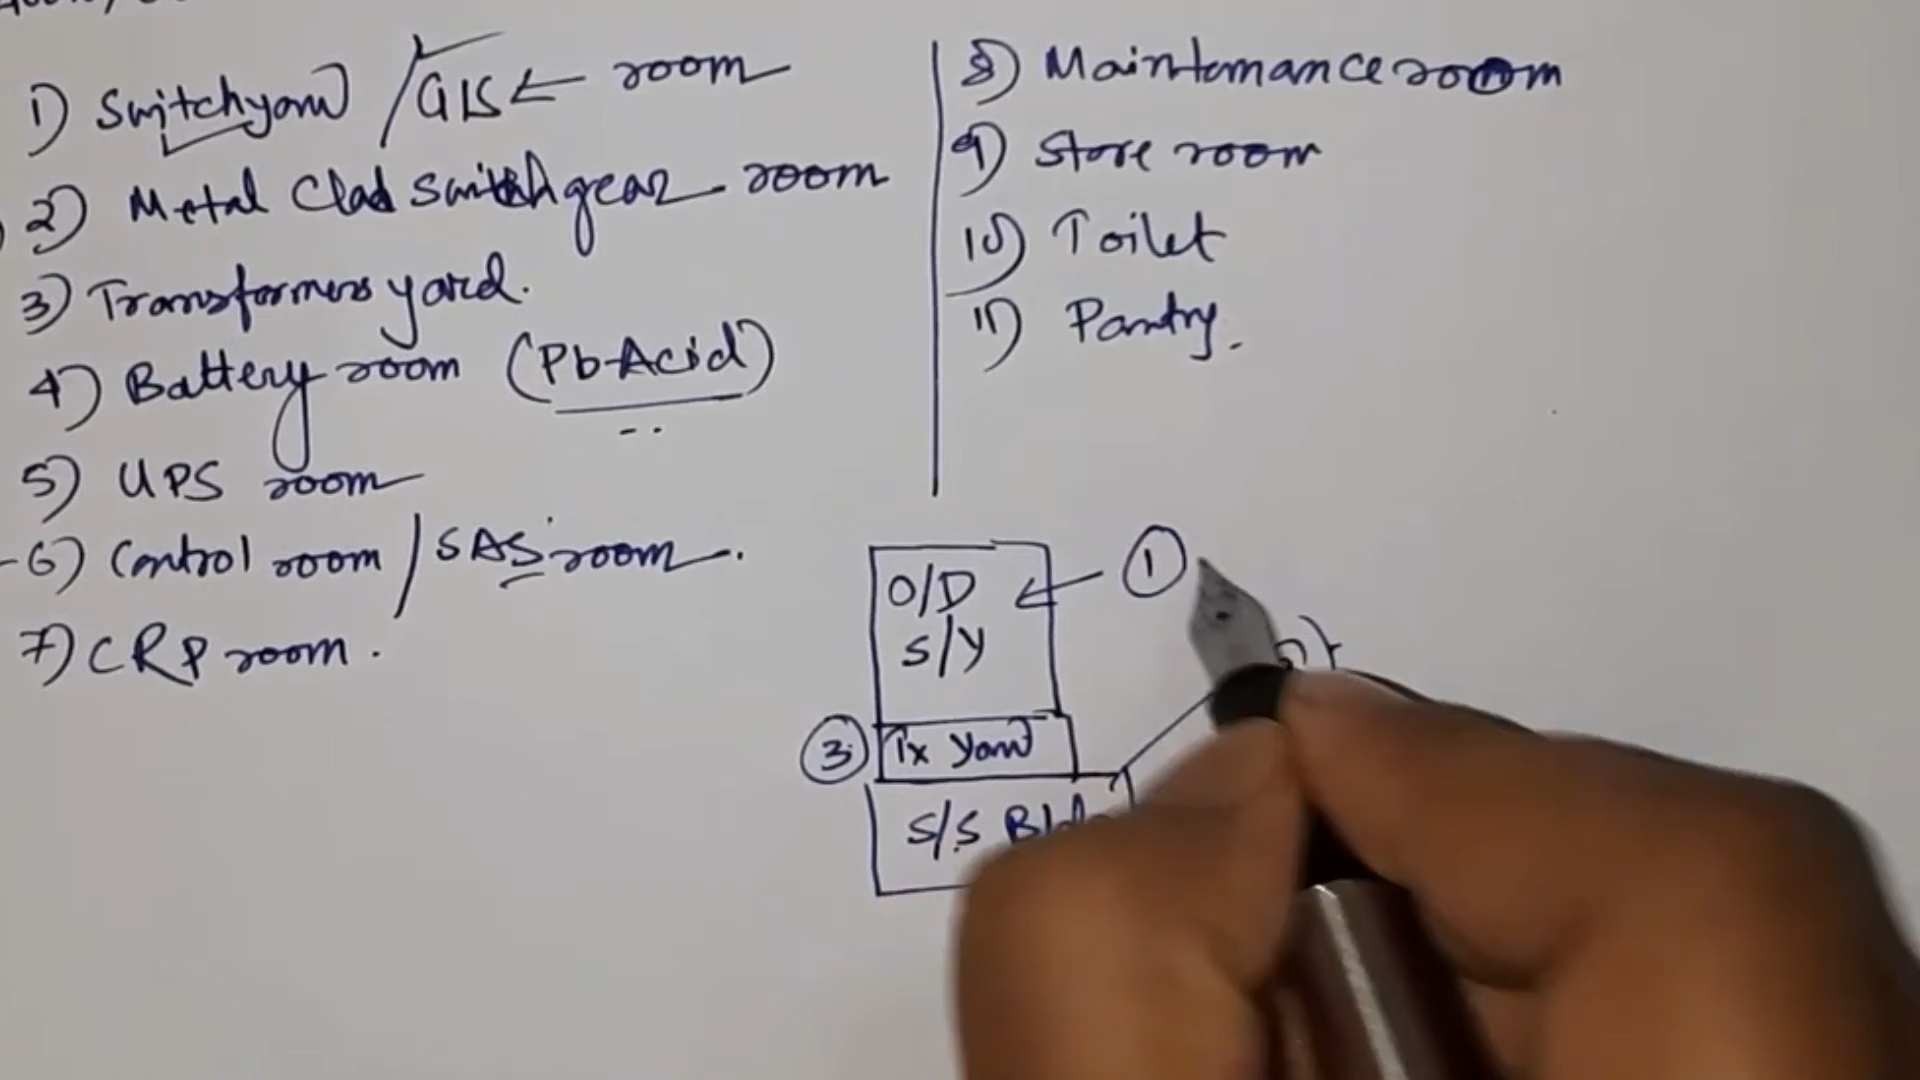 1) Switchyard / GIS ← room
2) Metal Clad Switchgear room
3) Transformers yard.
4) Battery room (Pb-Acid)
5) UPS room
6) Control room / SAS room.
7) CRP room.
8) Maintenance room
9) Store room
10) Toilet
11) Pantry.
O/D ← 1
S/Y
3 Tx Yard
S/S